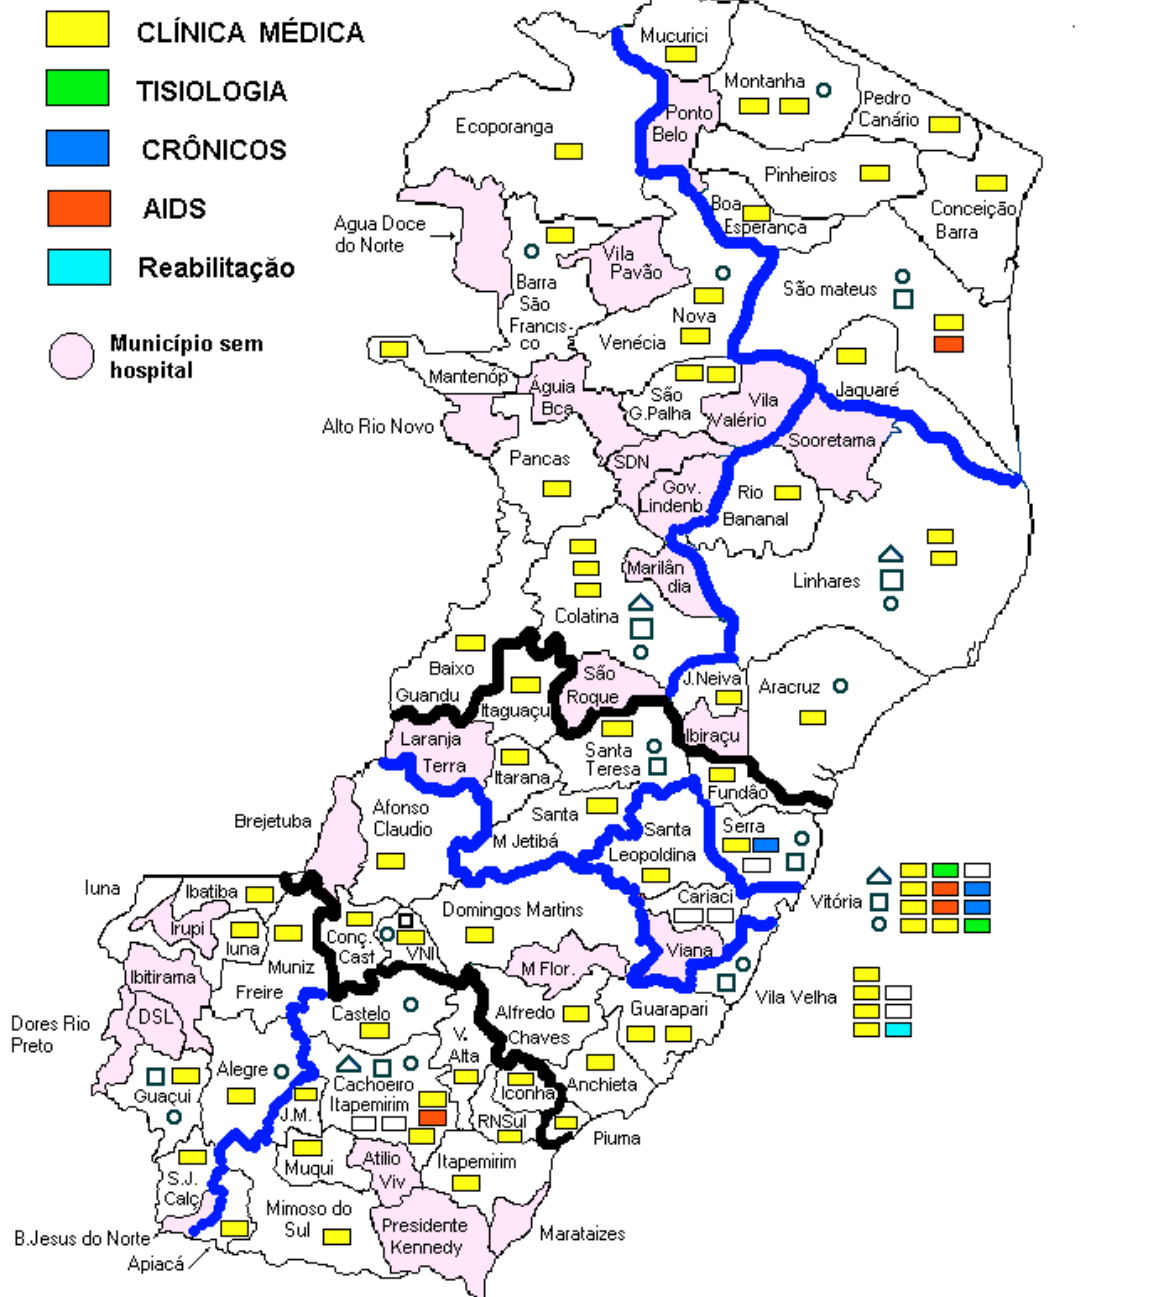 CLÍNICA MÉDICA
TISIOLOGIA
CRÔNICOS
AIDS
Reabilitação
Município sem
hospital
Mucurici
Montanha
Pedro
Canário
Ponto
Belo
Ecoporanga
Pinheiros
Boa
Esperança
Conceição
Barra
Agua Doce
do Norte
Vila
Pavão
Barra
São
Francis-
co
São mateus
Nova
Venécia
Mantenóp
Águia
Bca
São
G.Palha
Vila
Valério
Jaquaré
Alto Rio Novo
Sooretama
Pancas
SDN
Gov.
Lindenb
Rio
Bananal
Marilân
dia
Linhares
Colatina
Baixo
Guandu
São
Roque
J.Neiva
Aracruz
Itaguaçu
Ibiraçu
Laranja
Terra
Santa
Teresa
Itarana
Fundão
Brejetuba
Afonso
Claudio
Santa
M Jetibá
Santa
Leopoldina
Serra
Iuna
Ibatiba
Cariaci
Vitória
Domingos Martins
Irupi
Iuna
Conç.
Cast
VNI
Viana
Muniz
Freire
Ibitirama
M Flor.
Vila Velha
DSL
Dores Rio
Preto
Castelo
Alfredo
Chaves
Guarapari
V.
Alta
Alegre
Guaçui
Cachoeiro
Itapemirim
Anchieta
Iconha
J.M.
RNSul
Piuma
Muqui
Atilio
Viv
Itapemirim
S.J.
Calç
Mimoso do
Sul
Presidente
Kennedy
Marataizes
B.Jesus do Norte
Apiacá